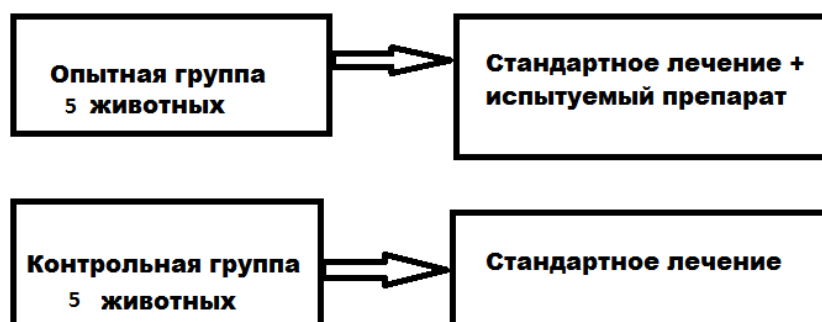 Опытная группа
5 животных
Стандартное лечение +
испытуемый препарат
Контрольная группа
5 животных
Стандартное лечение